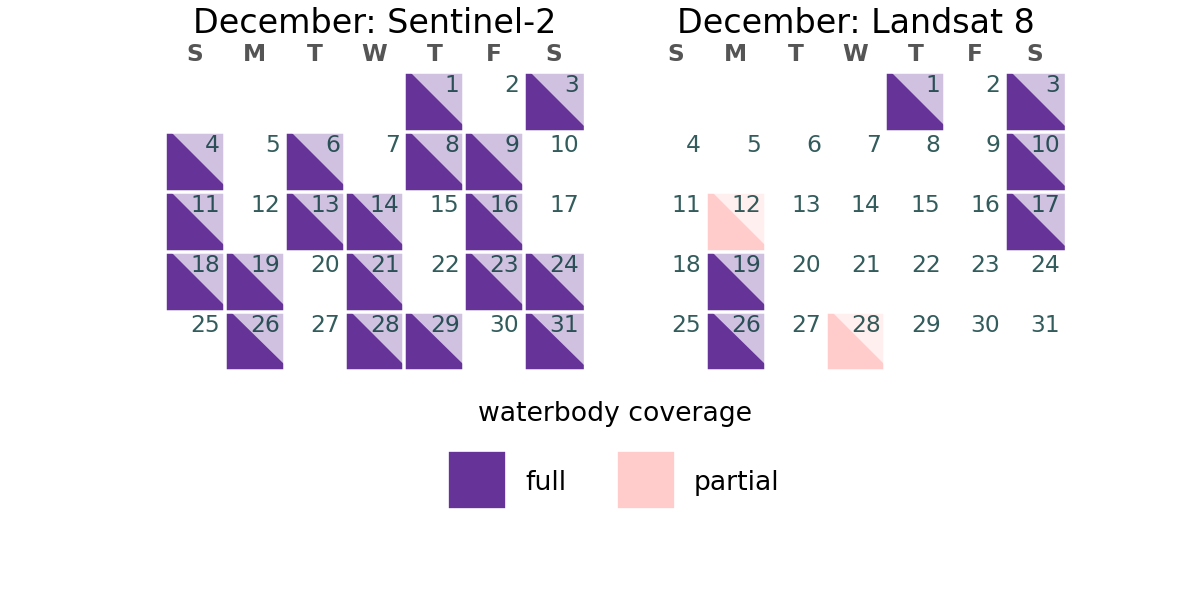 December: Sentinel-2
S M T W T F S
1 2 3
4 5 6 7 8 9 10
11 12 13 14 15 16 17
18 19 20 21 22 23 24
25 26 27 28 29 30 31
December: Landsat 8
S M T W T F S
1 2 3
4 5 6 7 8 9 10
11 12 13 14 15 16 17
18 19 20 21 22 23 24
25 26 27 28 29 30 31
waterbody coverage
full partial